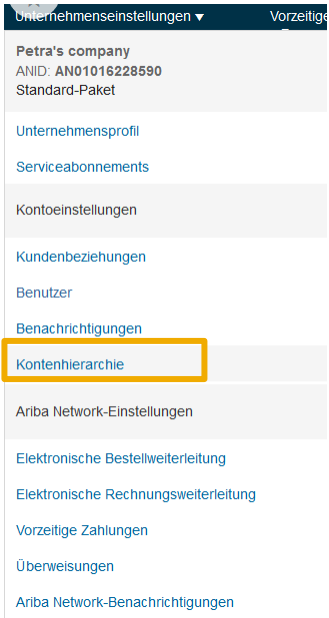 Unternehmenseinstellungen ▼ Vorzeitige
Petra's company
ANID: AN01016228590
Standard-Paket
Unternehmensprofil
Serviceabonnements
Kontoeinstellungen
Kundenbeziehungen
Benutzer
Benachrichtigungen
Kontenhierarchie
Ariba Network-Einstellungen
Elektronische Bestellweiterleitung
Elektronische Rechnungsweiterleitung
Vorzeitige Zahlungen
Überweisungen
Ariba Network-Benachrichtigungen